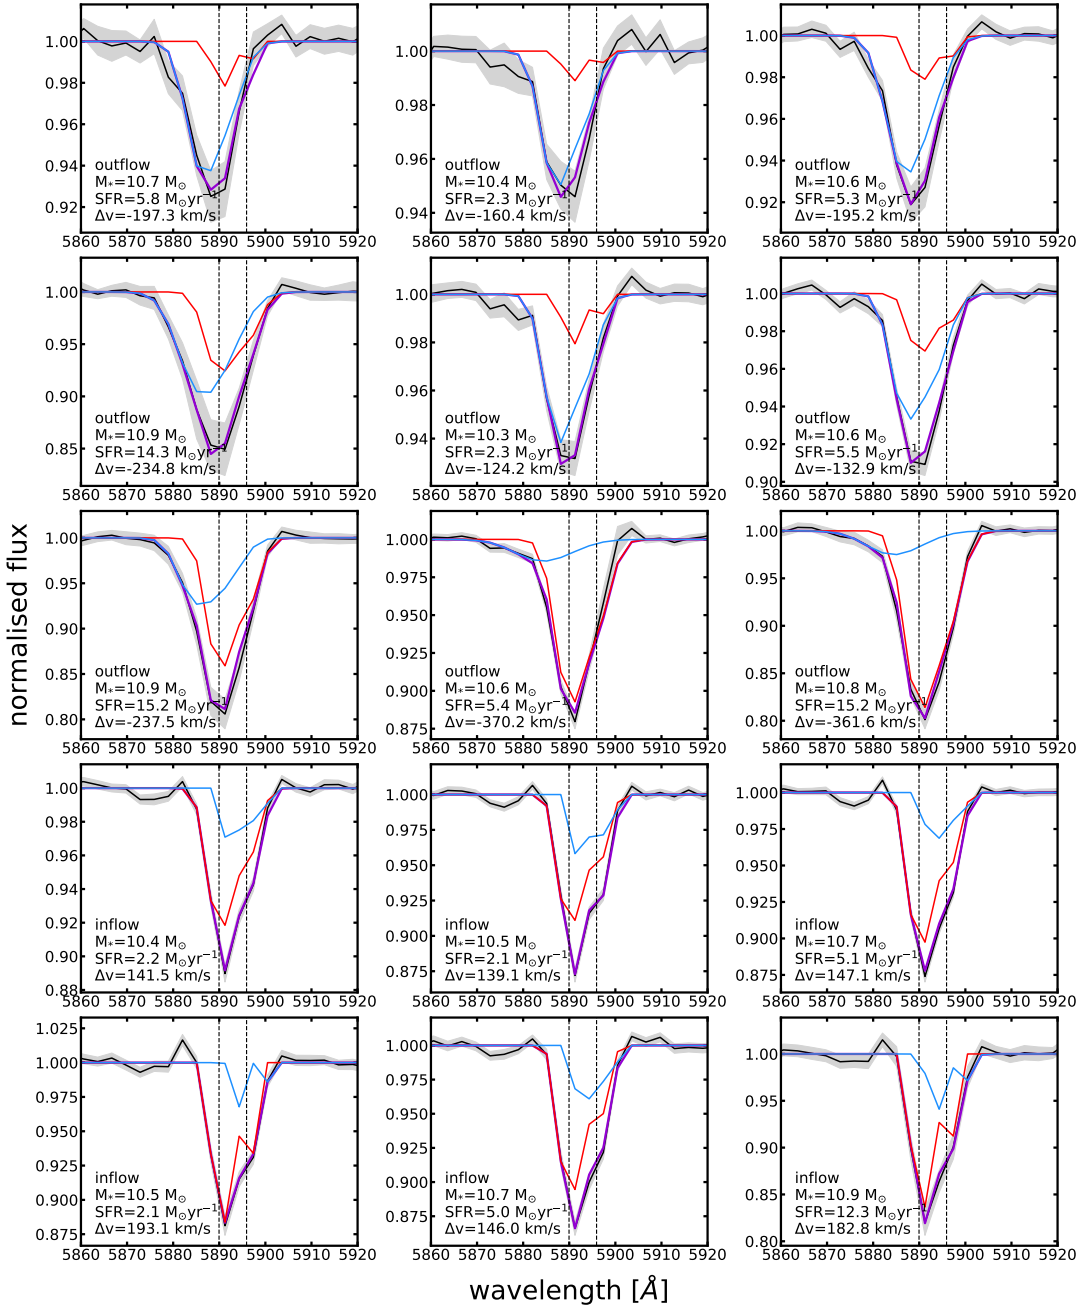 1.00
0.98
0.96
0.94
0.92
outflow
M*=10.7 M⊙
SFR=5.8 M⊙yr⁻¹
Δv=-197.3 km/s
5860 5870 5880 5890 5900 5910 5920
1.00
0.98
0.96
0.94
outflow
M*=10.4 M⊙
SFR=2.3 M⊙yr⁻¹
Δv=-160.4 km/s
5860 5870 5880 5890 5900 5910 5920
1.00
0.98
0.96
0.94
0.92
outflow
M*=10.6 M⊙
SFR=5.3 M⊙yr⁻¹
Δv=-195.2 km/s
5860 5870 5880 5890 5900 5910 5920
1.00
0.95
0.90
0.85
outflow
M*=10.9 M⊙
SFR=14.3 M⊙yr⁻¹
Δv=-234.8 km/s
5860 5870 5880 5890 5900 5910 5920
1.00
0.98
0.96
0.94
outflow
M*=10.3 M⊙
SFR=2.3 M⊙yr⁻¹
Δv=-124.2 km/s
5860 5870 5880 5890 5900 5910 5920
1.00
0.98
0.96
0.94
0.92
0.90
outflow
M*=10.6 M⊙
SFR=5.5 M⊙yr⁻¹
Δv=-132.9 km/s
5860 5870 5880 5890 5900 5910 5920
normalised flux
1.00
0.95
0.90
0.85
0.80
outflow
M*=10.9 M⊙
SFR=15.2 M⊙yr⁻¹
Δv=-237.5 km/s
5860 5870 5880 5890 5900 5910 5920
1.000
0.975
0.950
0.925
0.900
0.875
outflow
M*=10.6 M⊙
SFR=5.4 M⊙yr⁻¹
Δv=-370.2 km/s
5860 5870 5880 5890 5900 5910 5920
1.00
0.95
0.90
0.85
0.80
outflow
M*=10.8 M⊙
SFR=15.2 M⊙yr⁻¹
Δv=-361.6 km/s
5860 5870 5880 5890 5900 5910 5920
1.00
0.98
0.96
0.94
0.92
0.90
0.88
inflow
M*=10.4 M⊙
SFR=2.2 M⊙yr⁻¹
Δv=141.5 km/s
5860 5870 5880 5890 5900 5910 5920
1.000
0.975
0.950
0.925
0.900
0.875
inflow
M*=10.5 M⊙
SFR=2.1 M⊙yr⁻¹
Δv=139.1 km/s
5860 5870 5880 5890 5900 5910 5920
1.000
0.975
0.950
0.925
0.900
0.875
inflow
M*=10.7 M⊙
SFR=5.1 M⊙yr⁻¹
Δv=147.1 km/s
5860 5870 5880 5890 5900 5910 5920
1.025
1.000
0.975
0.950
0.925
0.900
0.875
inflow
M*=10.5 M⊙
SFR=2.1 M⊙yr⁻¹
Δv=193.1 km/s
5860 5870 5880 5890 5900 5910 5920
1.000
0.975
0.950
0.925
0.900
0.875
inflow
M*=10.7 M⊙
SFR=5.0 M⊙yr⁻¹
Δv=146.0 km/s
5860 5870 5880 5890 5900 5910 5920
1.00
0.95
0.90
0.85
0.80
inflow
M*=10.9 M⊙
SFR=12.3 M⊙yr⁻¹
Δv=182.8 km/s
5860 5870 5880 5890 5900 5910 5920
wavelength [Å]